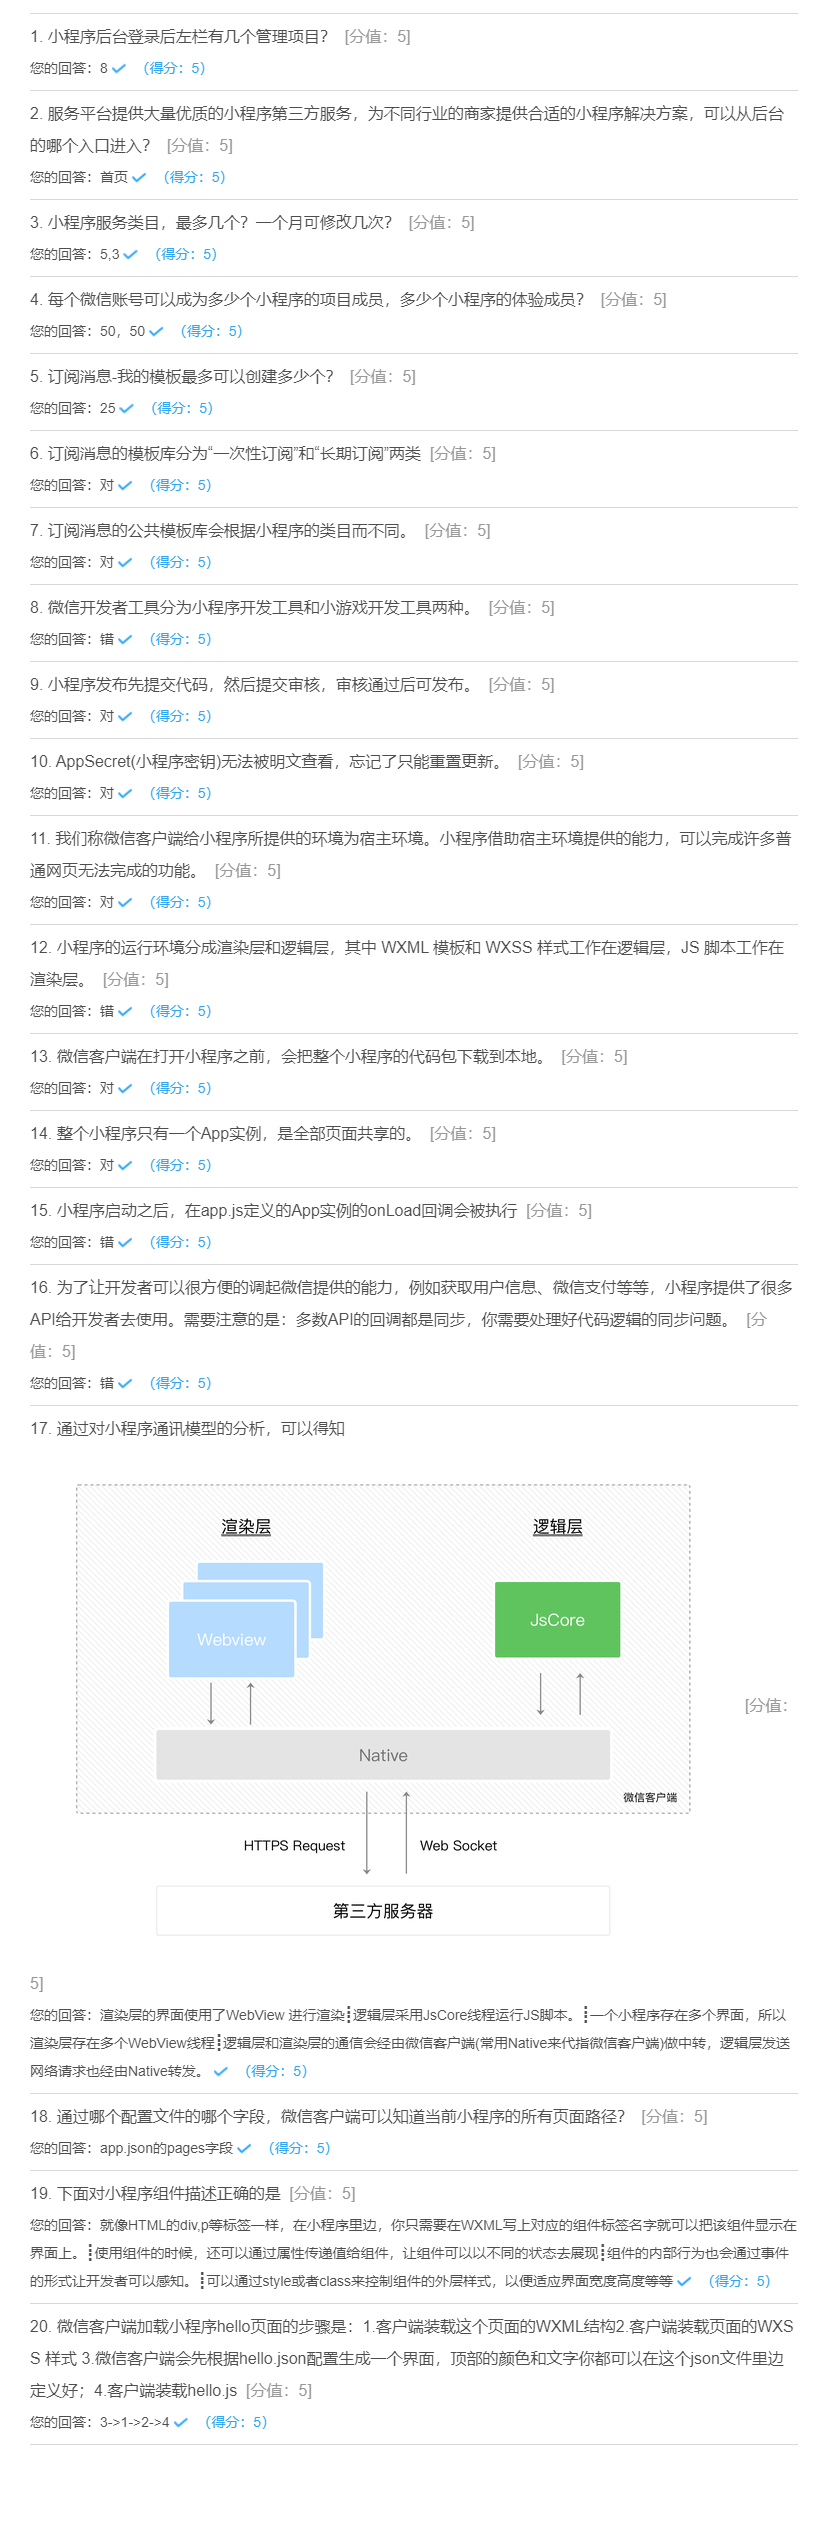 1. 小程序后台登录后左栏有几个管理项目？ [分值：5]
您的回答：8 （得分：5）
2. 服务平台提供大量优质的小程序第三方服务，为不同行业的商家提供合适的小程序解决方案，可以从后台
的哪个入口进入？ [分值：5]
您的回答：首页 （得分：5）
3. 小程序服务类目，最多几个？一个月可修改几次？ [分值：5]
您的回答：5,3 （得分：5）
4. 每个微信账号可以成为多少个小程序的项目成员，多少个小程序的体验成员？ [分值：5]
您的回答：50，50 （得分：5）
5. 订阅消息-我的模板最多可以创建多少个？ [分值：5]
您的回答：25 （得分：5）
6. 订阅消息的模板库分为“一次性订阅”和“长期订阅”两类 [分值：5]
您的回答：对 （得分：5）
7. 订阅消息的公共模板库会根据小程序的类目而不同。 [分值：5]
您的回答：对 （得分：5）
8. 微信开发者工具分为小程序开发工具和小游戏开发工具两种。 [分值：5]
您的回答：错 （得分：5）
9. 小程序发布先提交代码，然后提交审核，审核通过后可发布。 [分值：5]
您的回答：对 （得分：5）
10. AppSecret(小程序密钥)无法被明文查看，忘记了只能重置更新。 [分值：5]
您的回答：对 （得分：5）
11. 我们称微信客户端给小程序所提供的环境为宿主环境。小程序借助宿主环境提供的能力，可以完成许多普
通网页无法完成的功能。 [分值：5]
您的回答：对 （得分：5）
12. 小程序的运行环境分成渲染层和逻辑层，其中 WXML 模板和 WXSS 样式工作在逻辑层，JS 脚本工作在
渲染层。 [分值：5]
您的回答：错 （得分：5）
13. 微信客户端在打开小程序之前，会把整个小程序的代码包下载到本地。 [分值：5]
您的回答：对 （得分：5）
14. 整个小程序只有一个App实例，是全部页面共享的。 [分值：5]
您的回答：对 （得分：5）
15. 小程序启动之后，在app.js定义的App实例的onLoad回调会被执行 [分值：5]
您的回答：错 （得分：5）
16. 为了让开发者可以很方便的调起微信提供的能力，例如获取用户信息、微信支付等等，小程序提供了很多
API给开发者去使用。需要注意的是：多数API的回调都是同步，你需要处理好代码逻辑的同步问题。 [分
值：5]
您的回答：错 （得分：5）
17. 通过对小程序通讯模型的分析，可以得知
渲染层 逻辑层
Webview JsCore
[分值：
Native
微信客户端
HTTPS Request Web Socket
第三方服务器
5]
您的回答：渲染层的界面使用了WebView 进行渲染┋逻辑层采用JsCore线程运行JS脚本。┋一个小程序存在多个界面，所以
渲染层存在多个WebView线程┋逻辑层和渲染层的通信会经由微信客户端(常用Native来代指微信客户端)做中转，逻辑层发送
网络请求也经由Native转发。 （得分：5）
18. 通过哪个配置文件的哪个字段，微信客户端可以知道当前小程序的所有页面路径？ [分值：5]
您的回答：app.json的pages字段 （得分：5）
19. 下面对小程序组件描述正确的是 [分值：5]
您的回答：就像HTML的div,p等标签一样，在小程序里边，你只需要在WXML写上对应的组件标签名字就可以把该组件显示在
界面上。┋使用组件的时候，还可以通过属性传递值给组件，让组件可以以不同的状态去展现┋组件的内部行为也会通过事件
的形式让开发者可以感知。┋可以通过style或者class来控制组件的外层样式，以便适应界面宽度高度等等 （得分：5）
20. 微信客户端加载小程序hello页面的步骤是：1.客户端装载这个页面的WXML结构2.客户端装载页面的WXS
S 样式 3.微信客户端会先根据hello.json配置生成一个界面，顶部的颜色和文字你都可以在这个json文件里边
定义好；4.客户端装载hello.js [分值：5]
您的回答：3->1->2->4 （得分：5）